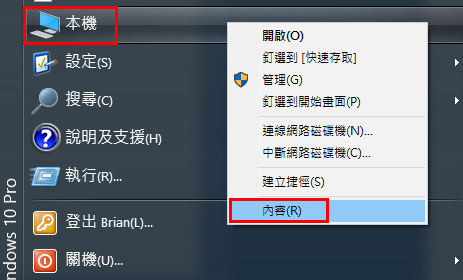 本機
設定(S)
搜尋(C)
說明及支援(H)
執行(R)...
登出 Brian(L)...
關機(U)...
ndows 10 Pro
開啟(O)
釘選到 [快速存取]
管理(G)
釘選到開始畫面(P)
連線網路磁碟機(N)...
中斷網路磁碟機(C)...
建立捷徑(S)
內容(R)